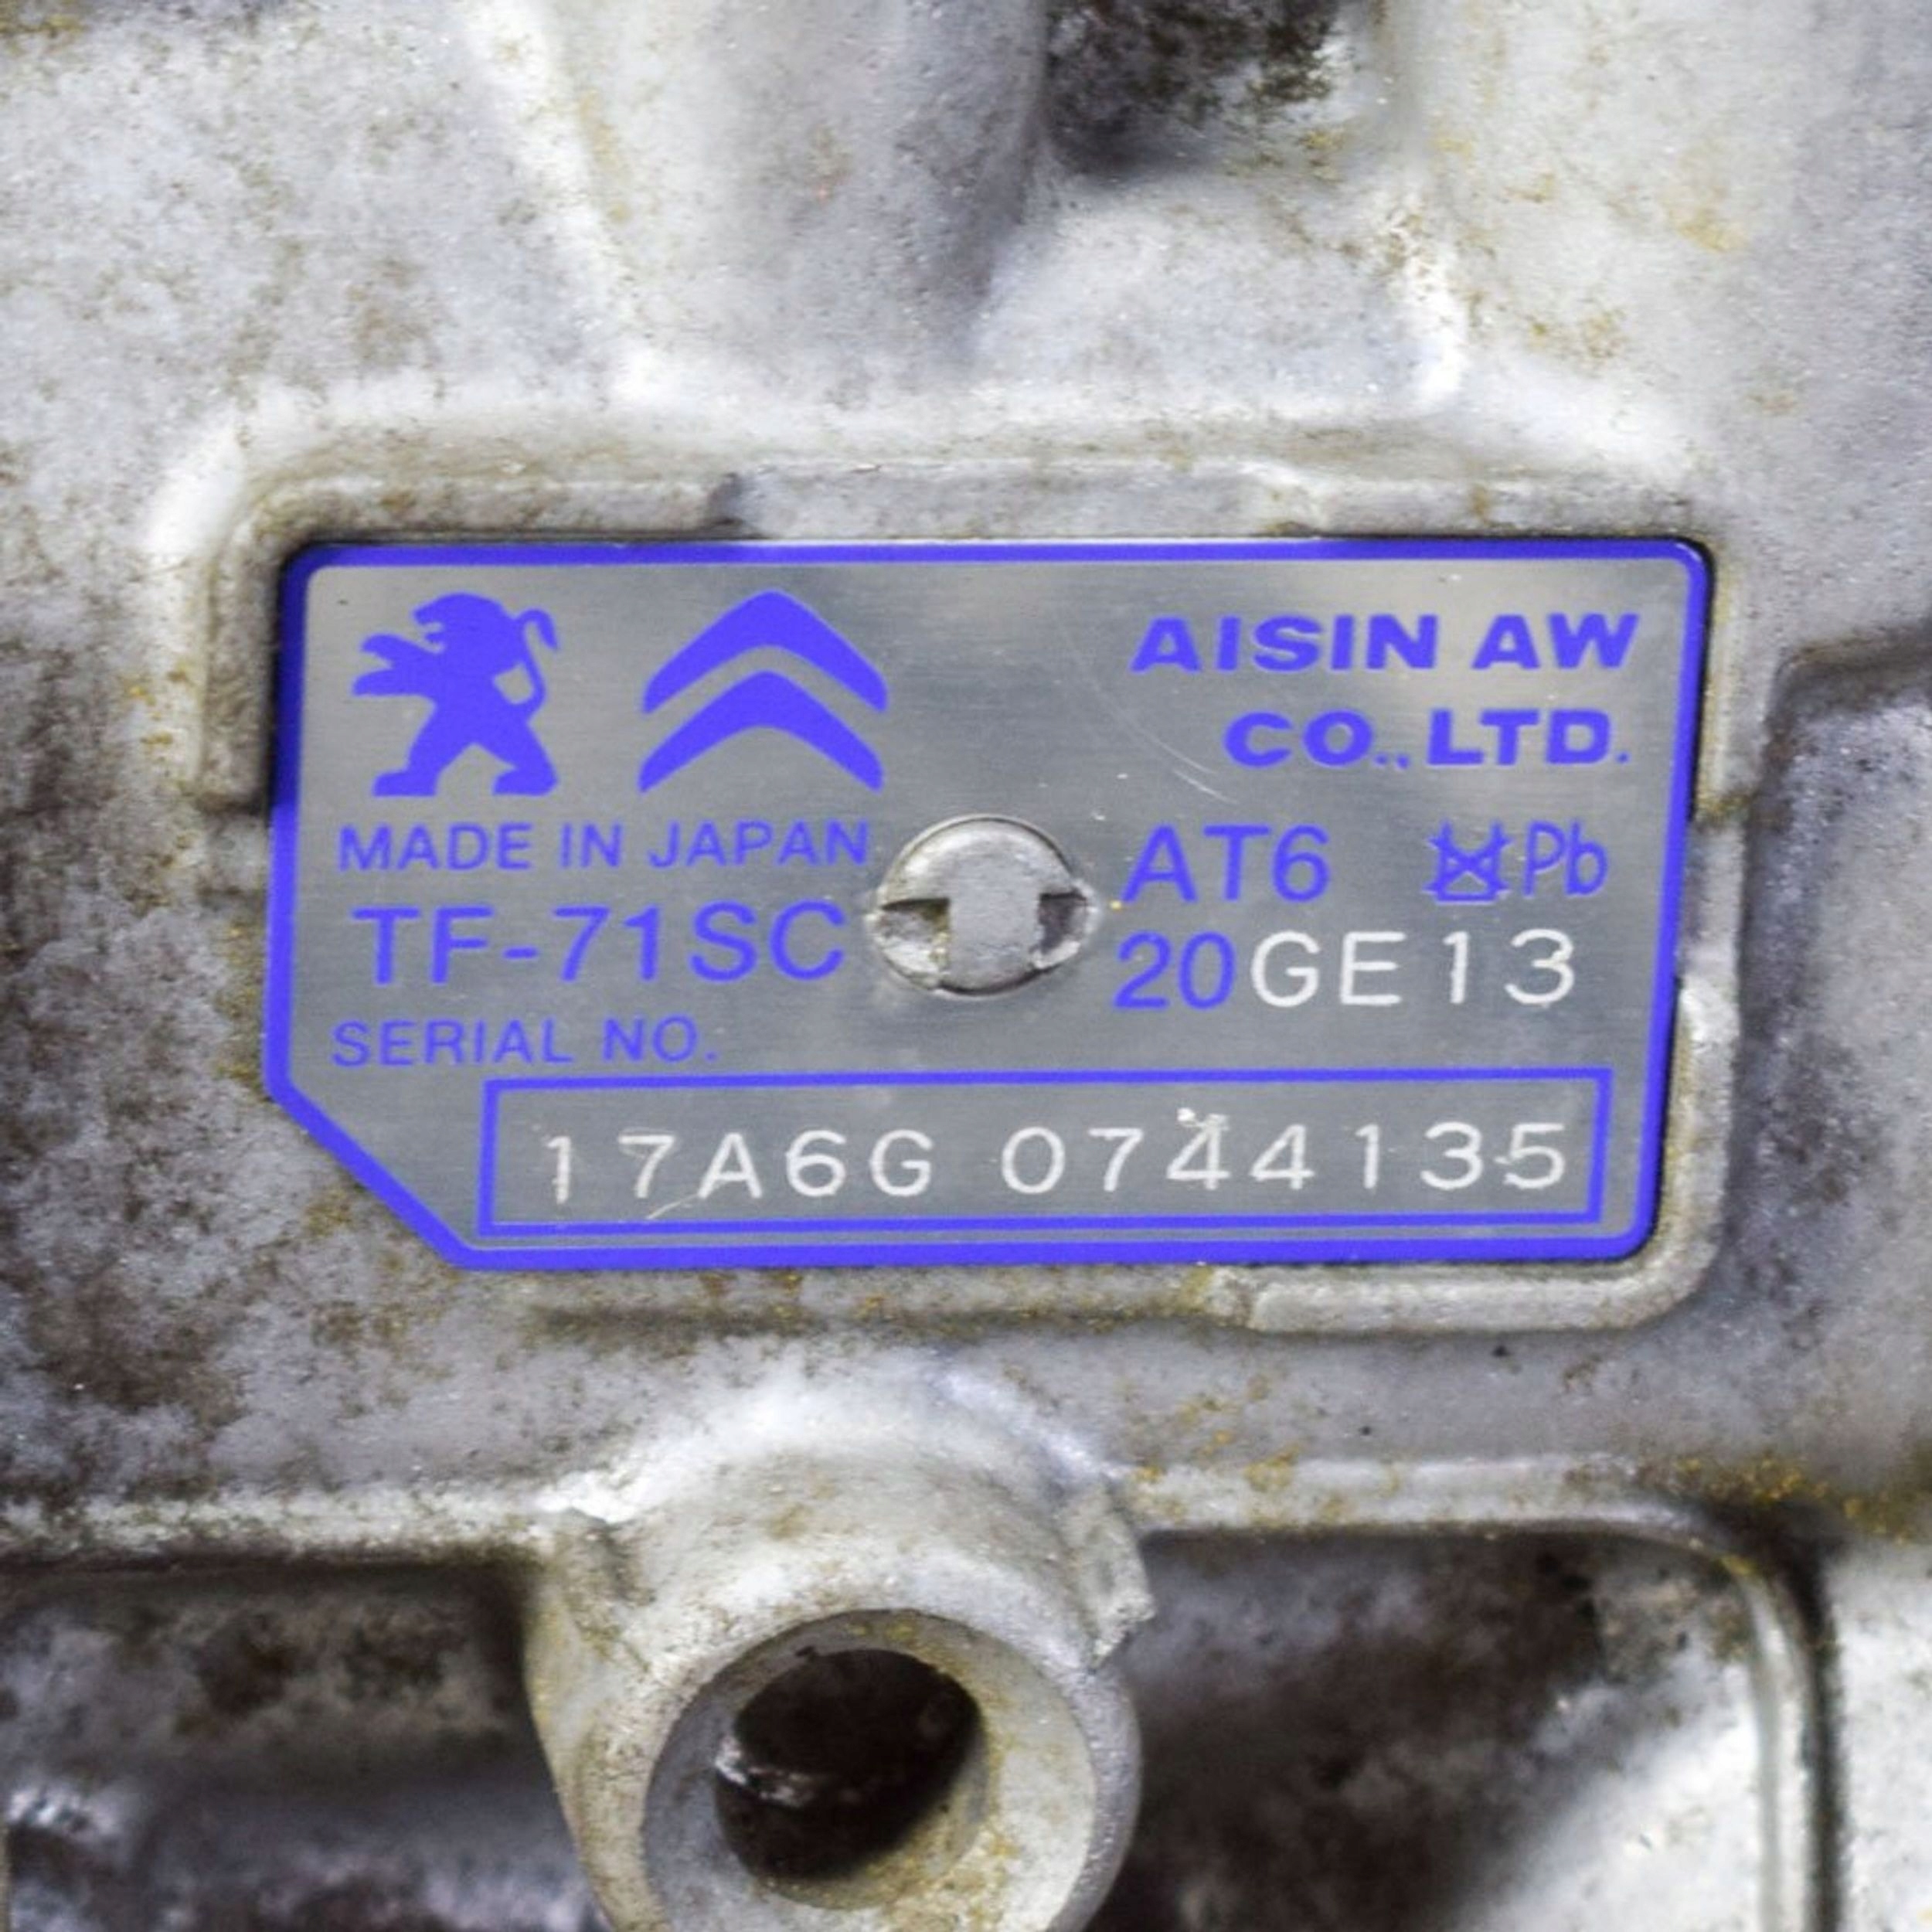 AISIN AW
CO.,LTD.
MADE IN JAPAN
AT6 Pb
TF-71SC
20GE13
SERIAL NO.
17A6G 0744135